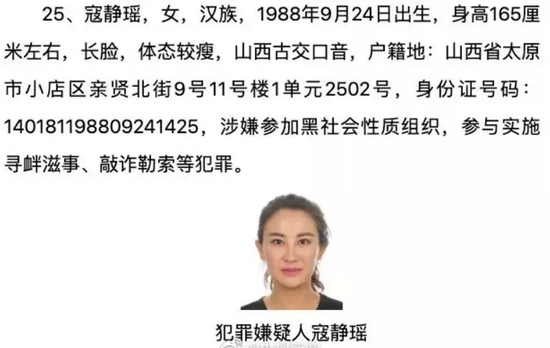 25、寇静瑶，女，汉族，1988年9月24日出生，身高165厘
米左右，长脸，体态较瘦，山西古交口音，户籍地：山西省太原
市小店区亲贤北街9号11号楼1单元2502号，身份证号码：
140181198809241425，涉嫌参加黑社会性质组织，参与实施
寻衅滋事、敲诈勒索等犯罪。
犯罪嫌疑人寇静瑶